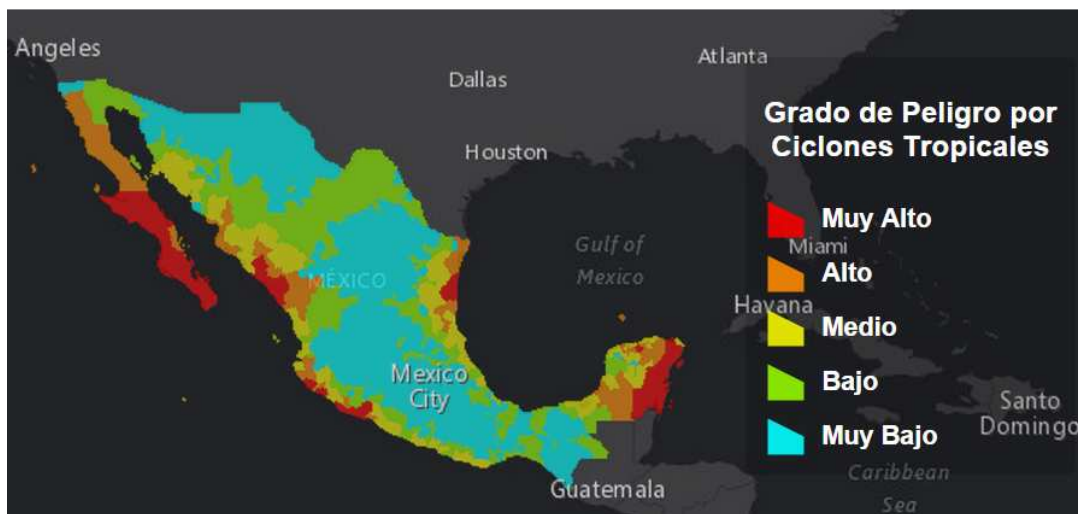 Angeles
Atlanta
Dallas
Houston
Grado de Peligro por
Ciclones Tropicales
Muy Alto
Alto
Medio
Bajo
Muy Bajo
Gulf of
Mexico
Miami
MÉXICO
Havana
Mexico
City
Santo
Domingo
Guatemala
Caribbean
Sea